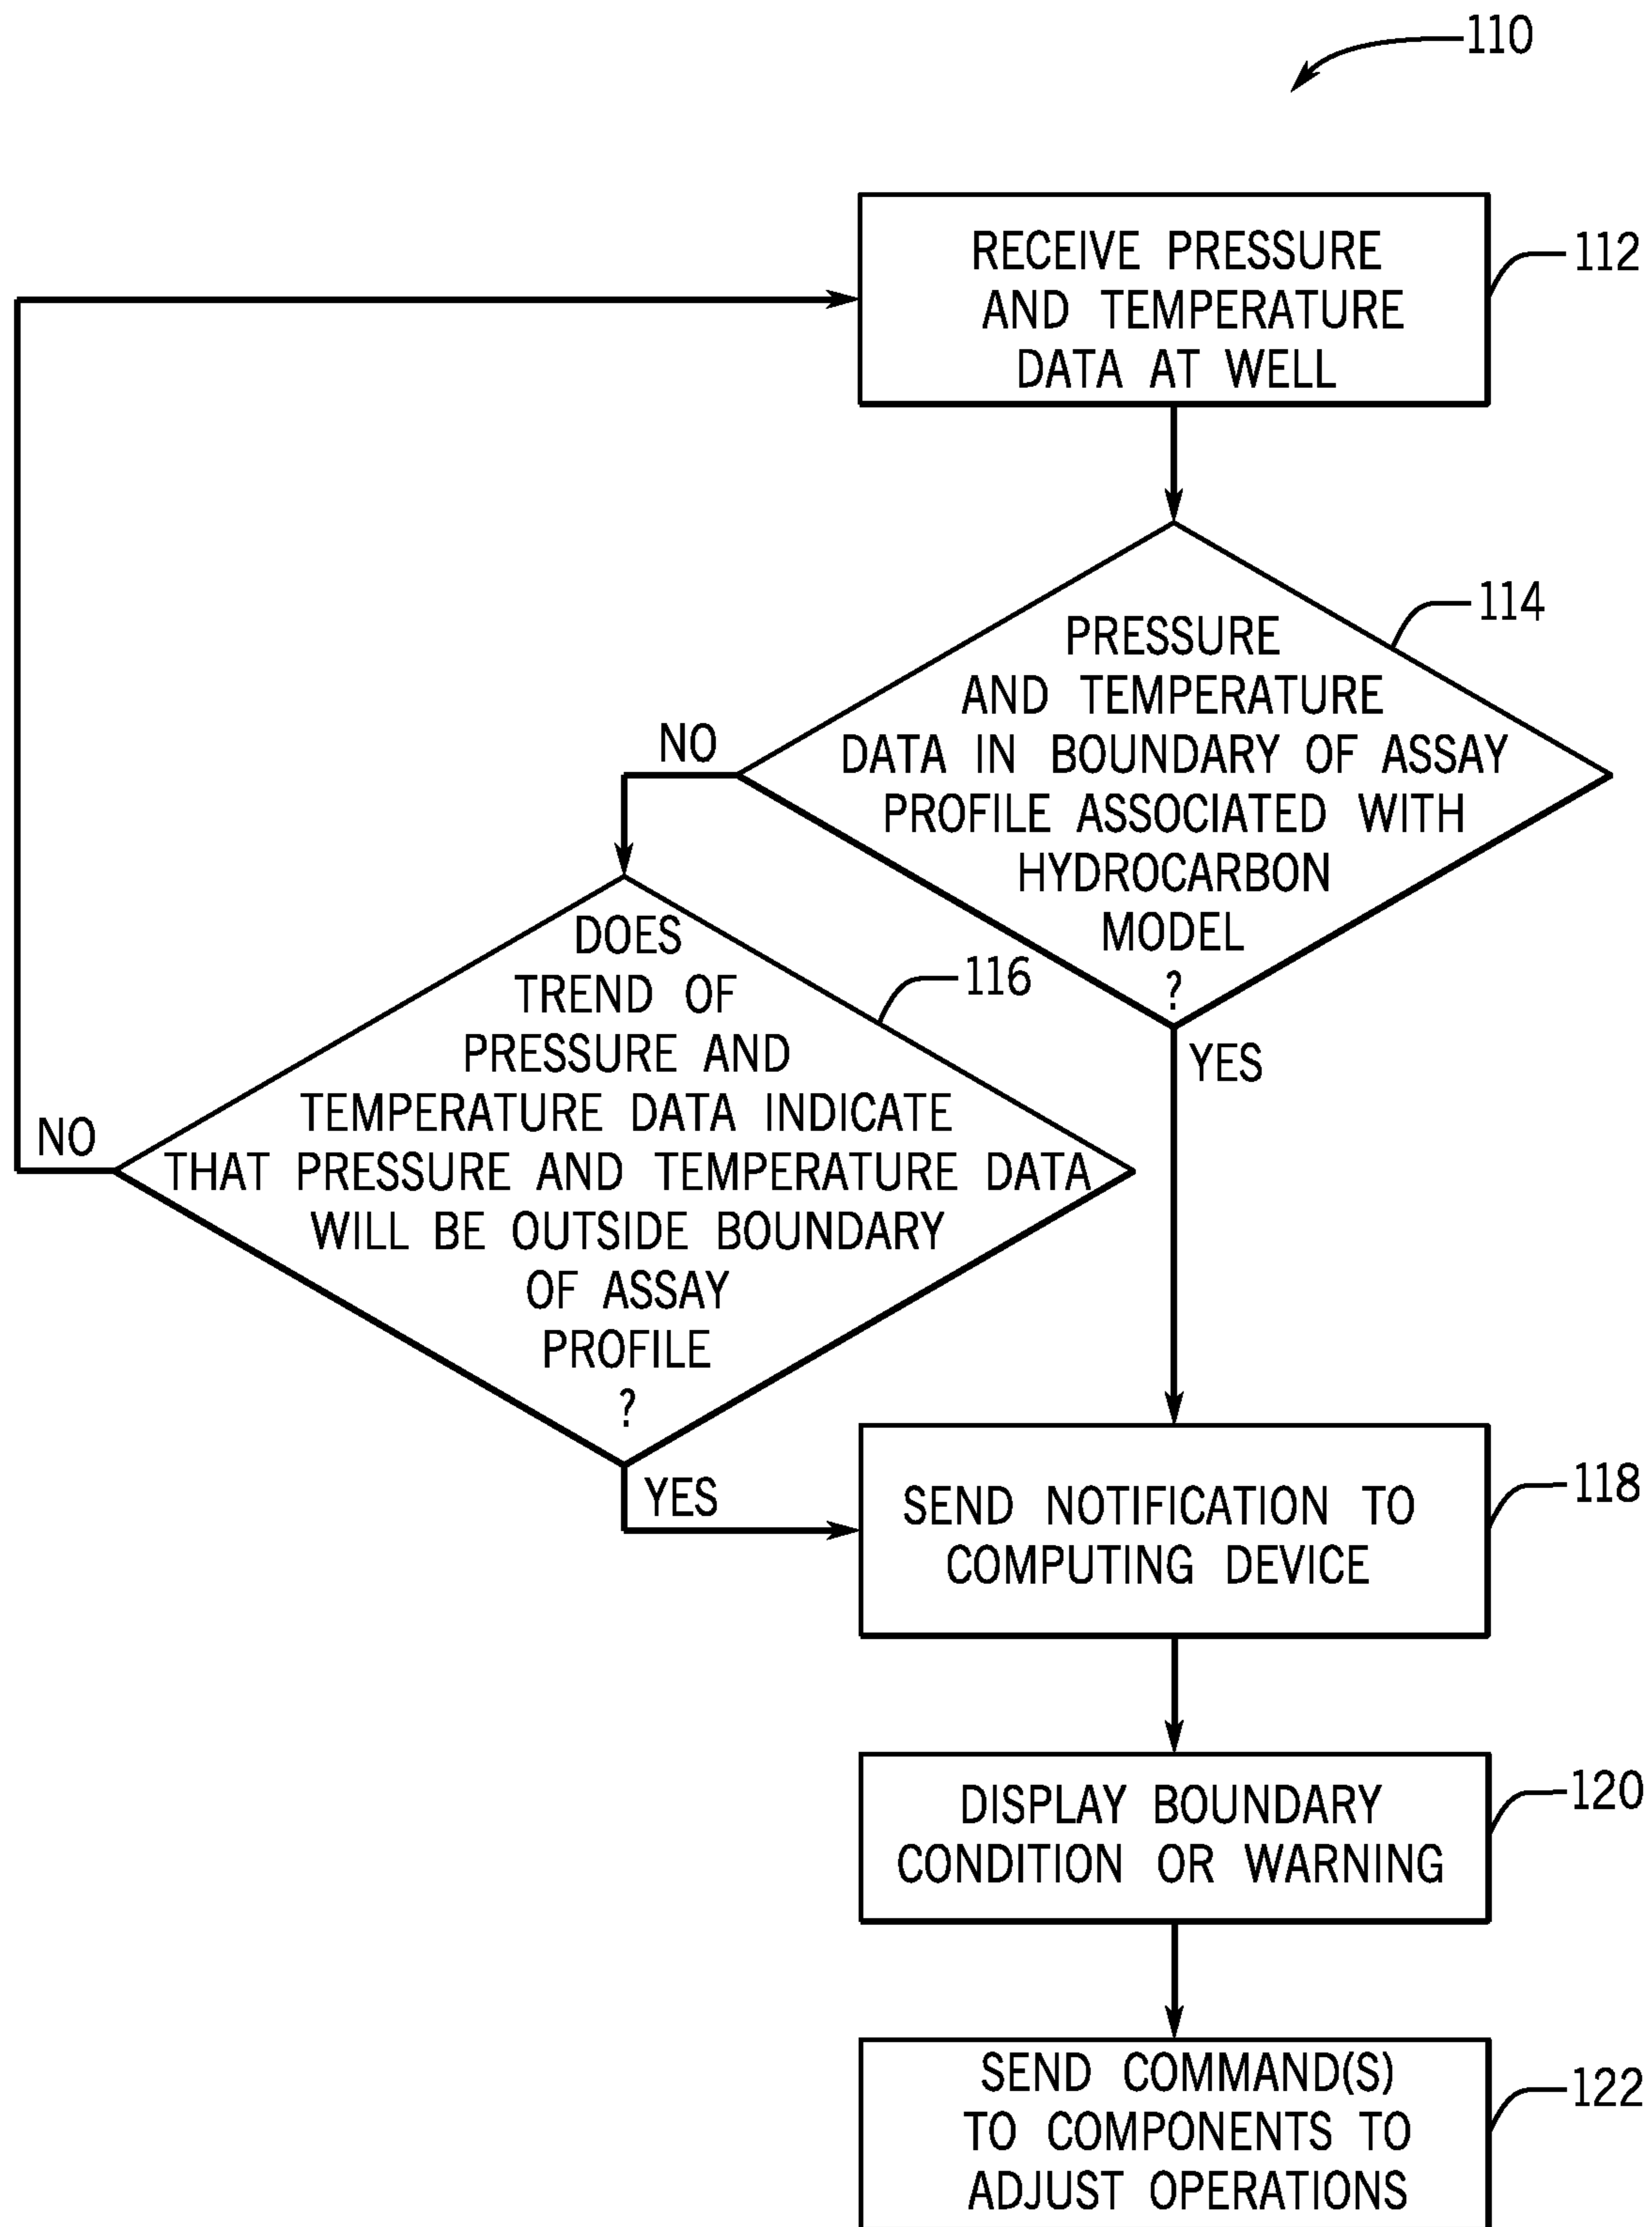 110
RECEIVE PRESSURE
AND TEMPERATURE
DATA AT WELL
112
PRESSURE
AND TEMPERATURE
DATA IN BOUNDARY OF ASSAY
PROFILE ASSOCIATED WITH
HYDROCARBON
MODEL
?
114
NO
YES
DOES
TREND OF
PRESSURE AND
TEMPERATURE DATA INDICATE
THAT PRESSURE AND TEMPERATURE DATA
WILL BE OUTSIDE BOUNDARY
OF ASSAY
PROFILE
?
116
NO
YES
SEND NOTIFICATION TO
COMPUTING DEVICE
118
DISPLAY BOUNDARY
CONDITION OR WARNING
120
SEND COMMAND(S)
TO COMPONENTS TO
ADJUST OPERATIONS
122